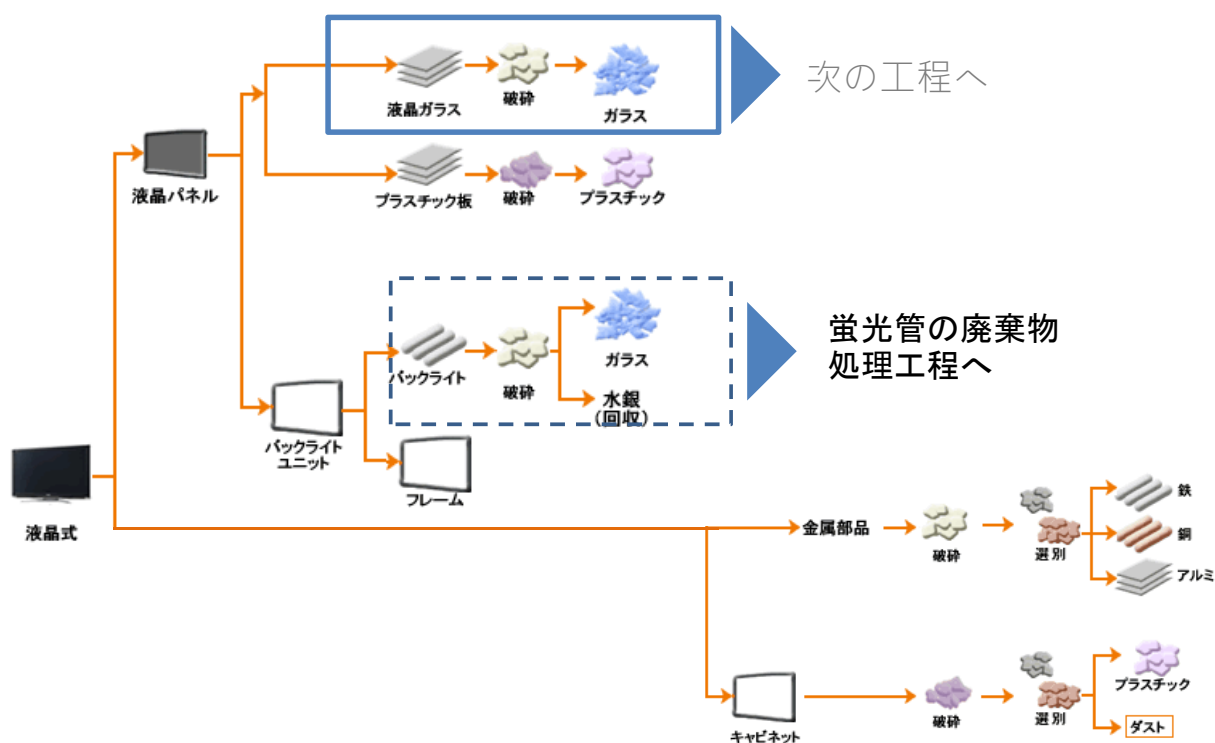 液晶ガラス
破砕
ガラス
次の工程へ
液晶パネル
プラスチック板
破砕
プラスチック
バックライト
破砕
ガラス
水銀
(回収)
蛍光管の廃棄物
処理工程へ
バックライト
ユニット
フレーム
液晶式
金属部品
破砕
選別
鉄
銅
アルミ
キャビネット
破砕
選別
プラスチック
ダスト